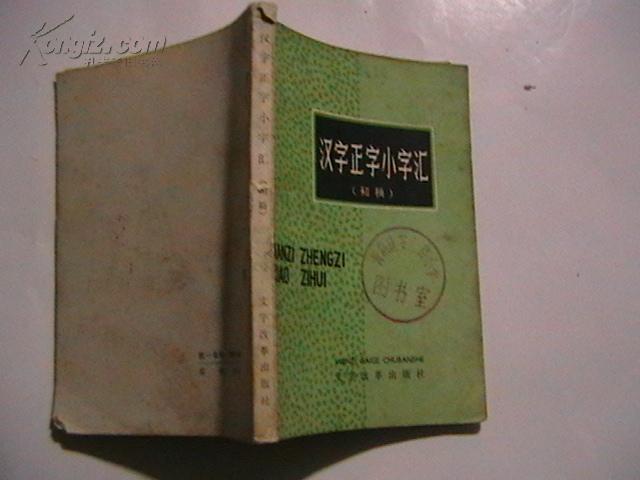 Kongfz.com
汉字正字小字汇
(初稿)
HANZI ZHENGZI
XIAO ZIHUI
图书室
WENZI GAIGE CHUBANSHE
文字改革出版社
汉字正字小字汇(初稿)
文字改革出版社